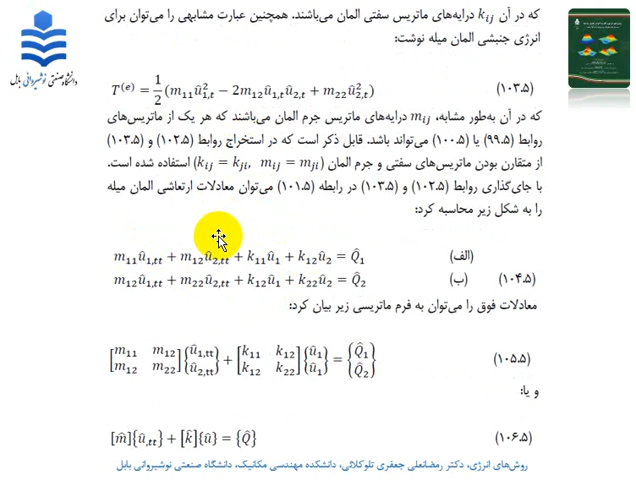 دانشگاه صنعتی نوشیروانی بابل
که در آن $k_{ij}$ درایه‌های ماتریس سفتی المان می‌باشند. همچنین عبارت مشابهی را می‌توان برای
انرژی جنبشی المان میله نوشت:
$T^{(e)} = \frac{1}{2}(m_{11}\hat{u}_{1,t}^2 - 2m_{12}\hat{u}_{1,t}\hat{u}_{2,t} + m_{22}\hat{u}_{2,t}^2)$ (۱۰۳.۵)
که در آن به‌طور مشابه، $m_{ij}$ درایه‌های ماتریس جرم المان می‌باشند که هر یک از ماتریس‌های
روابط (۹۹.۵) یا (۱۰۰.۵) می‌تواند باشد. قابل ذکر است که در استخراج روابط (۱۰۲.۵) و (۱۰۳.۵)
از متقارن بودن ماتریس‌های سفتی و جرم المان ($k_{ij} = k_{ji},\ m_{ij} = m_{ji}$) استفاده شده است.
با جای‌گذاری روابط (۱۰۲.۵) و (۱۰۳.۵) در رابطه (۱۰۱.۵) می‌توان معادلات ارتعاشی المان میله
را به شکل زیر محاسبه کرد:
$m_{11}\hat{u}_{1,tt} + m_{12}\hat{u}_{2,tt} + k_{11}\hat{u}_1 + k_{12}\hat{u}_2 = \hat{Q}_1$ (الف)
$m_{12}\hat{u}_{1,tt} + m_{22}\hat{u}_{2,tt} + k_{12}\hat{u}_1 + k_{22}\hat{u}_2 = \hat{Q}_2$ (ب) (۱۰۴.۵)
معادلات فوق را می‌توان به فرم ماتریسی زیر بیان کرد:
$\begin{bmatrix} m_{11} & m_{12} \\ m_{12} & m_{22} \end{bmatrix}\begin{Bmatrix} \hat{u}_{1,tt} \\ \hat{u}_{2,tt} \end{Bmatrix} + \begin{bmatrix} k_{11} & k_{12} \\ k_{12} & k_{22} \end{bmatrix}\begin{Bmatrix} \hat{u}_1 \\ \hat{u}_1 \end{Bmatrix} = \begin{Bmatrix} \hat{Q}_1 \\ \hat{Q}_2 \end{Bmatrix}$ (۱۰۵.۵)
و یا:
$[\hat{m}]\{\hat{u}_{,tt}\} + [\hat{k}]\{\hat{u}\} = \{\hat{Q}\}$ (۱۰۶.۵)
روش‌های انرژی، دکتر رمضانعلی جعفری تلوکلائی، دانشکده مهندسی مکانیک، دانشگاه صنعتی نوشیروانی بابل